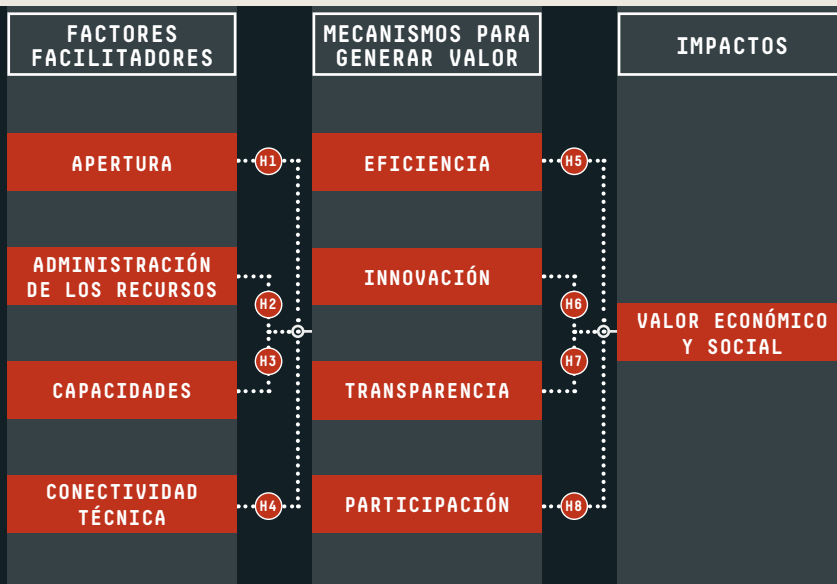 FACTORES
FACILITADORES
MECANISMOS PARA
GENERAR VALOR
IMPACTOS
APERTURA
H1
EFICIENCIA
H5
ADMINISTRACIÓN
DE LOS RECURSOS
H2
INNOVACIÓN
H6
VALOR ECONÓMICO
Y SOCIAL
H3
CAPACIDADES
H7
TRANSPARENCIA
CONECTIVIDAD
TÉCNICA
H4
PARTICIPACIÓN
H8